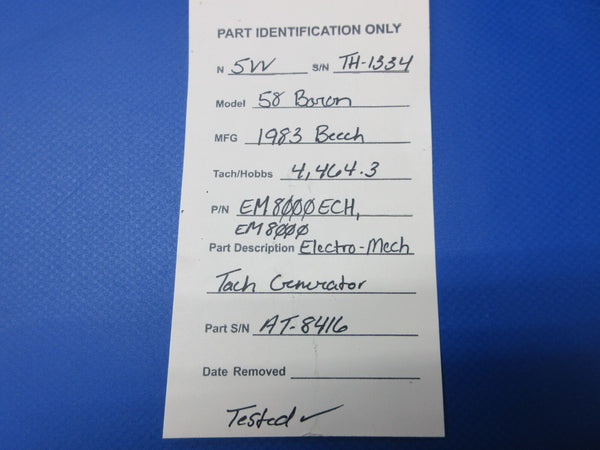 PART IDENTIFICATION ONLY
N 5VV S/N TH-1334
Model 58 Baron
MFG 1983 Beech
Tach/Hobbs 4,464.3
P/N EM8000ECH,
EM8000
Part Description Electro-Mech
Tach Generator
Part S/N AT-8416
Date Removed
Tested ✓